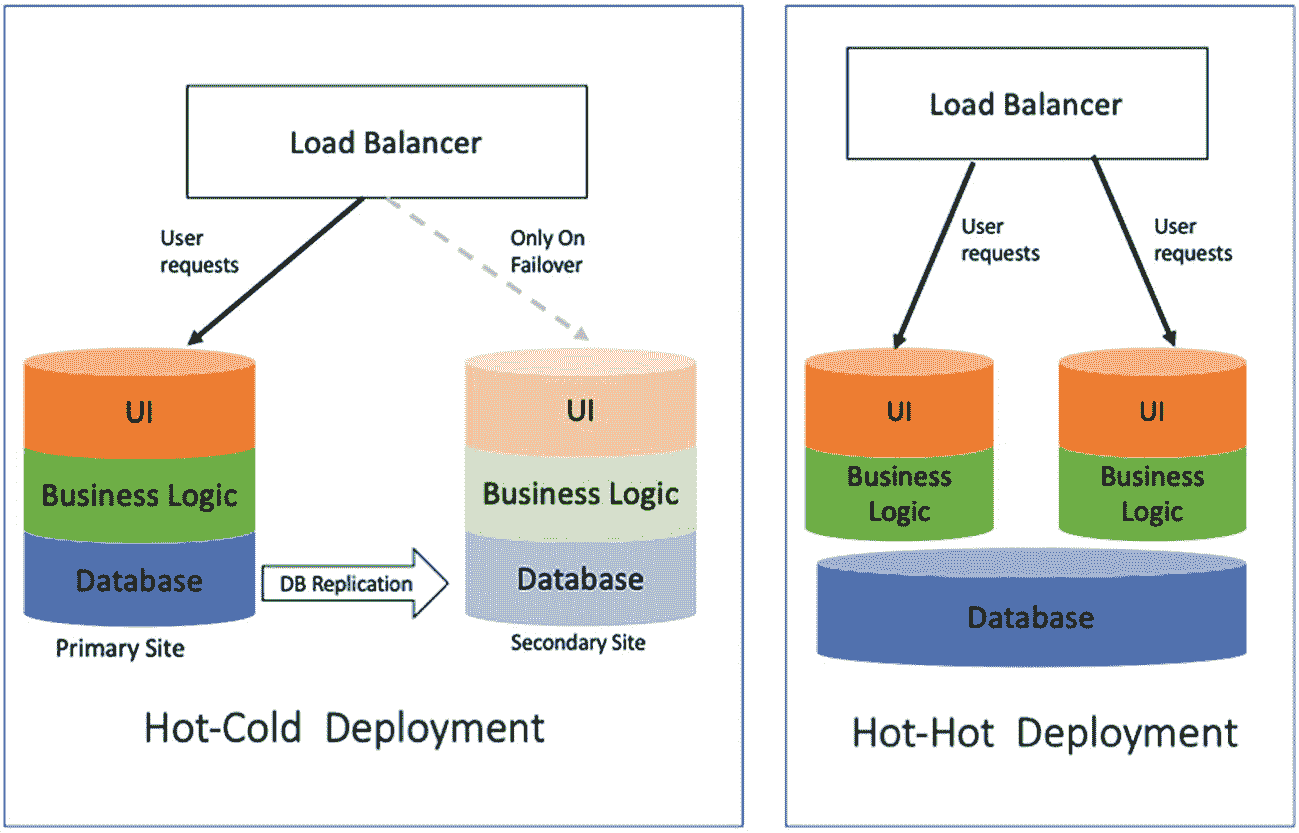 Load Balancer
User
requests
Only On
Failover
UI
Business Logic
Database
Primary Site
DB Replication
UI
Business Logic
Database
Secondary Site
Hot-Cold Deployment
Load Balancer
User
requests
User
requests
UI
Business
Logic
UI
Business
Logic
Database
Hot-Hot Deployment